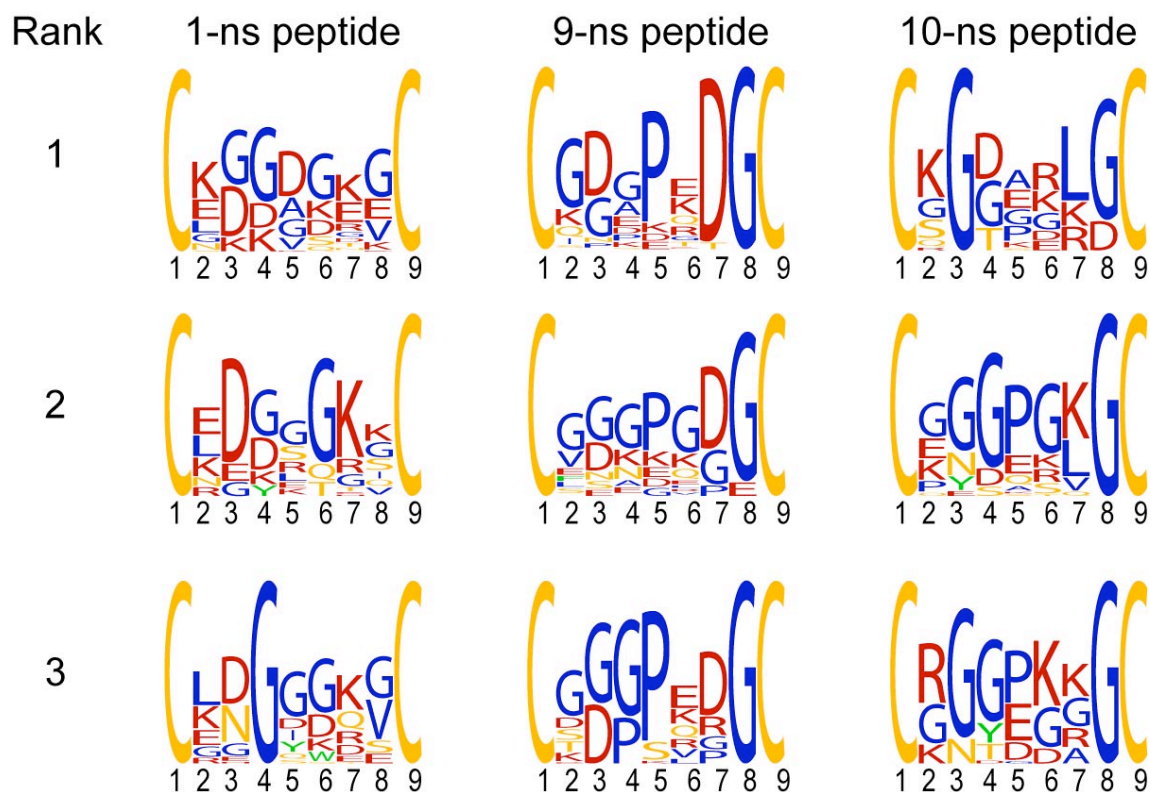 Rank 1-ns peptide 9-ns peptide 10-ns peptide
1
C K E L G N G D K G D K D A G V G K D S K E R G G E V K C
C G K Q G D G A P D G C
C K G S G D G T A E G P R K G E L K R G D C
1 2 3 4 5 6 7 8 9 1 2 3 4 5 6 7 8 9 1 2 3 4 5 6 7 8 9
2
C E L K N R D E G G D K Y G S R L K G Q T K R G K G S V C
C G V G D N G K N A P K G K D G P G E C
C G E K P G N Y G D S P E G K R S K L V G C
1 2 3 4 5 6 7 8 9 1 2 3 4 5 6 7 8 9 1 2 3 4 5 6 7 8 9
3
C L K E G D N G G G Y S G D K W K Q R D G V S E C
C G D S T K G D G P P S E K R V D R G P G C
C R G K G N G Y P E D K G D K G R A G C
1 2 3 4 5 6 7 8 9 1 2 3 4 5 6 7 8 9 1 2 3 4 5 6 7 8 9